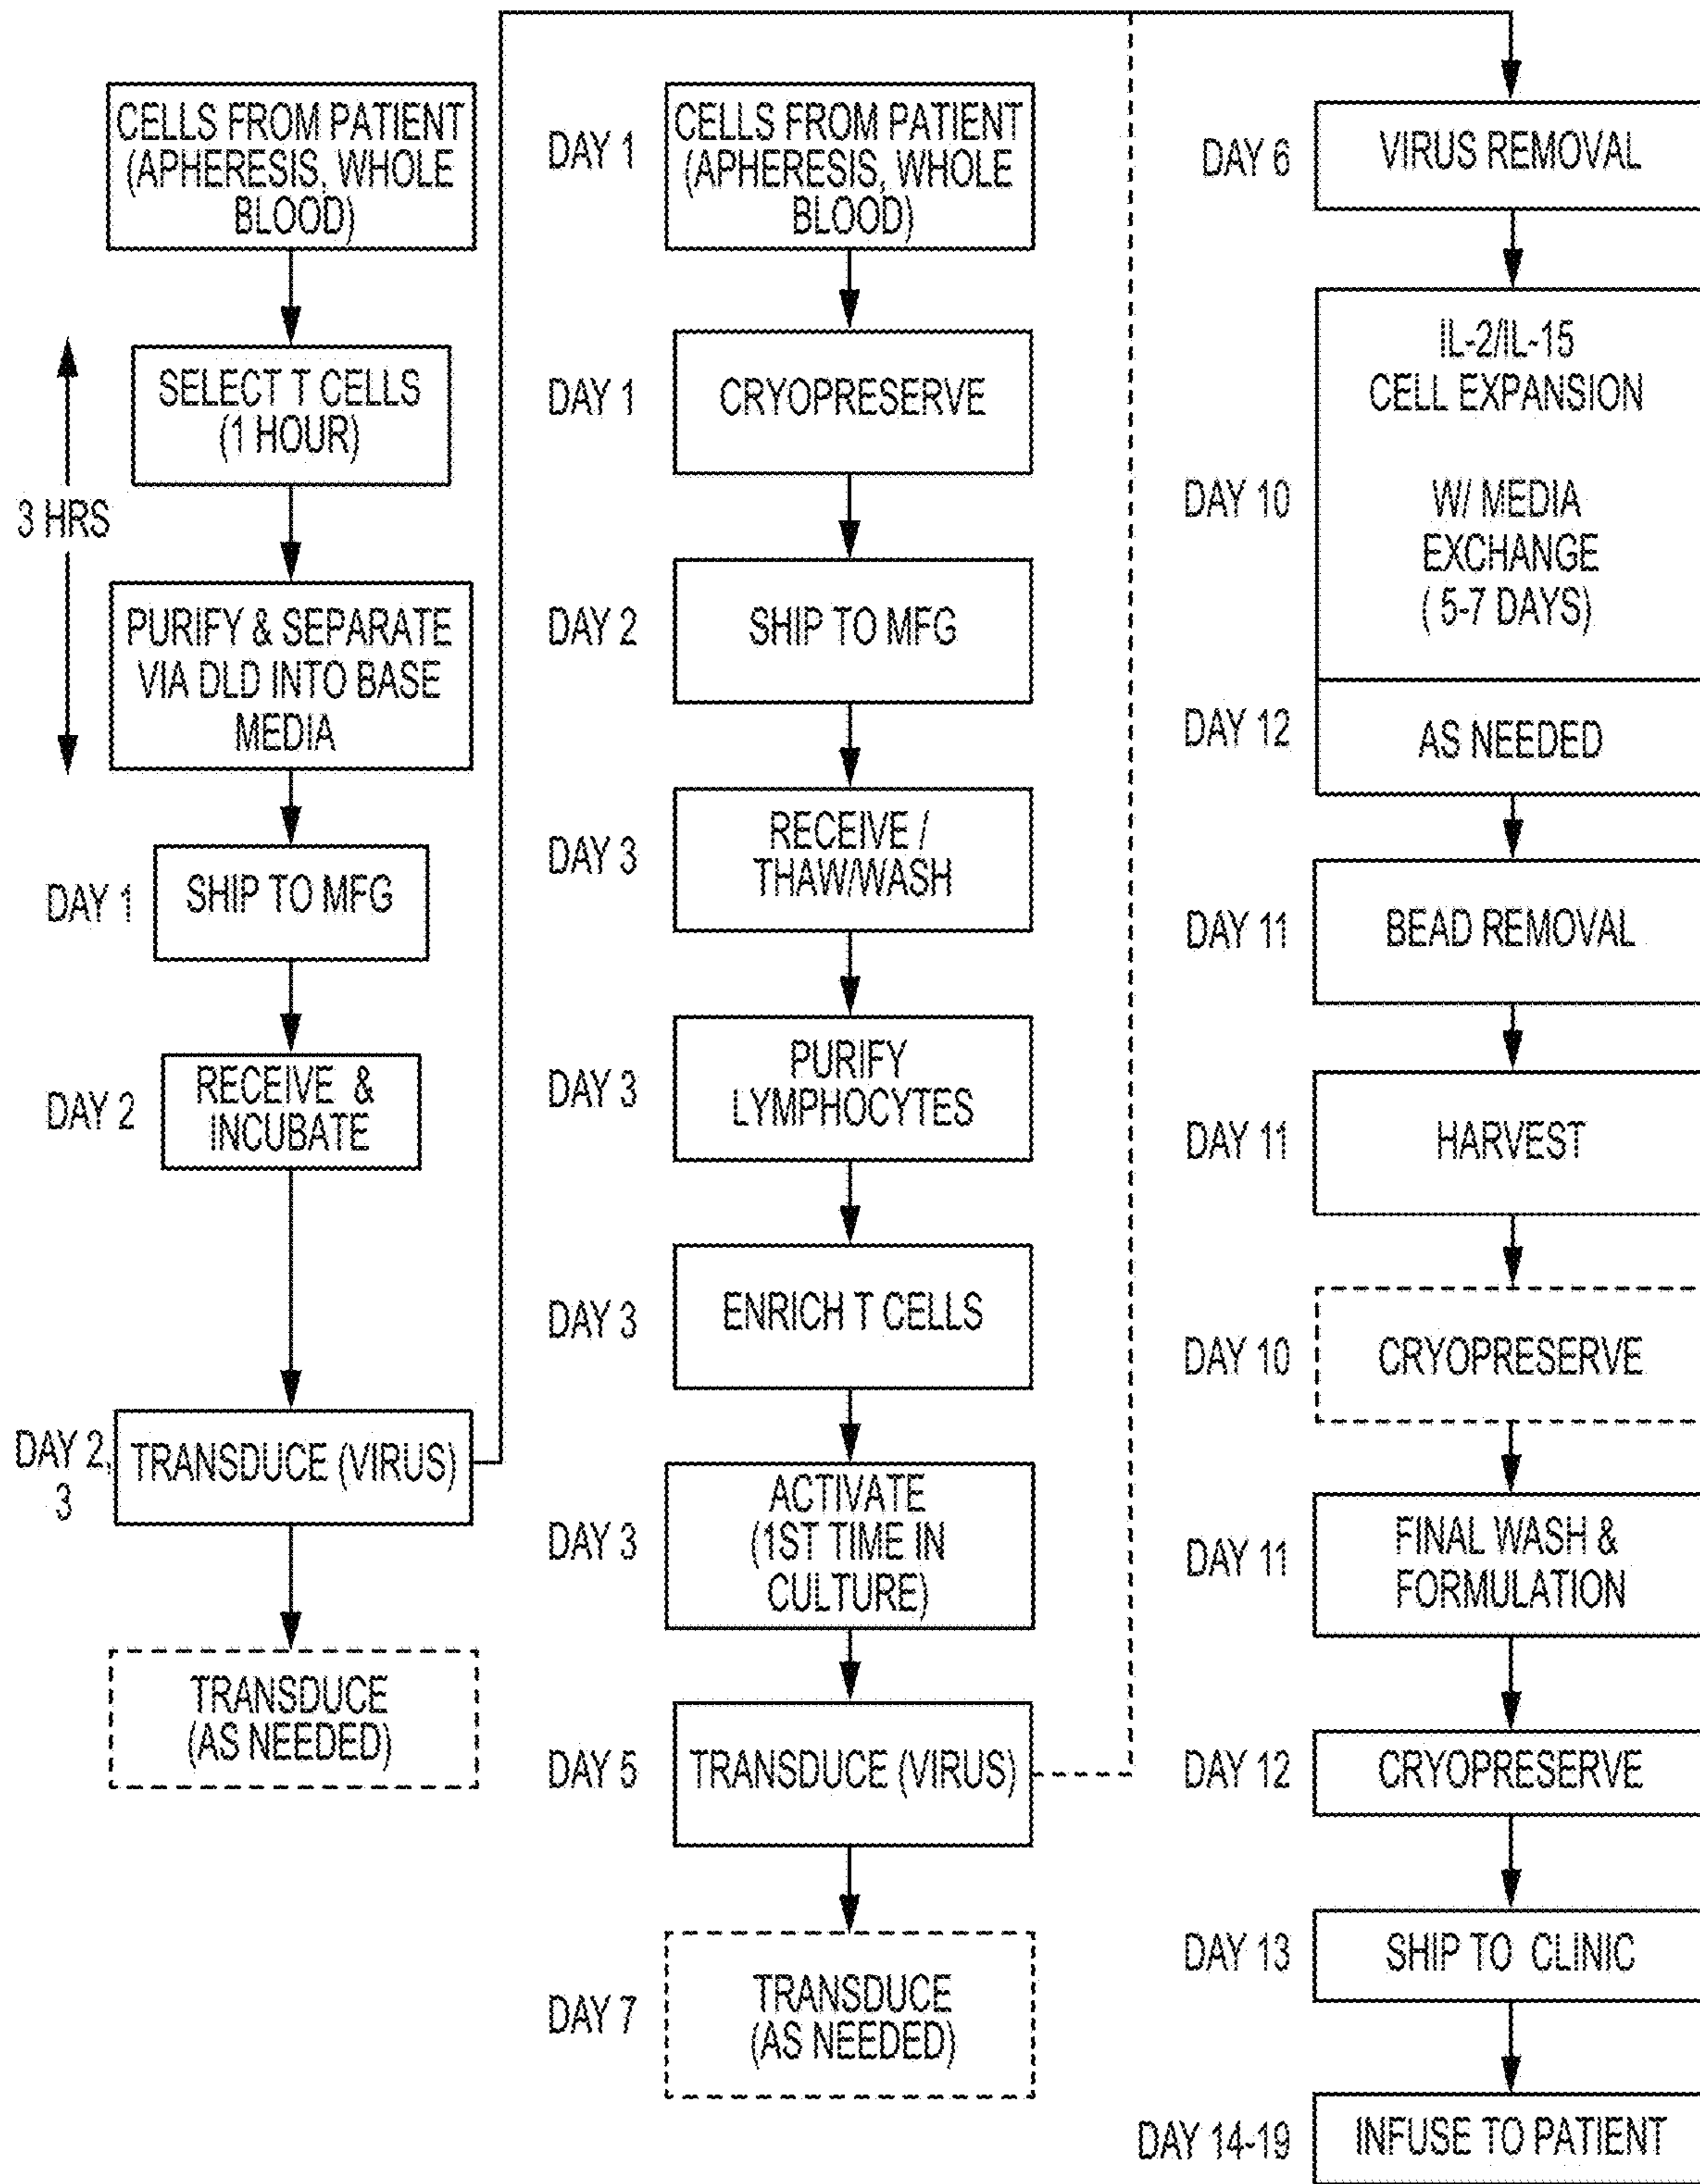 CELLS FROM PATIENT
(APHERESIS, WHOLE
BLOOD)
3 HRS
SELECT T CELLS
(1 HOUR)
PURIFY & SEPARATE
VIA DLD INTO BASE
MEDIA
DAY 1
SHIP TO MFG
DAY 2
RECEIVE &
INCUBATE
DAY 2,
3
TRANSDUCE (VIRUS)
TRANSDUCE
(AS NEEDED)
DAY 1
CELLS FROM PATIENT
(APHERESIS, WHOLE
BLOOD)
DAY 1
CRYOPRESERVE
DAY 2
SHIP TO MFG
DAY 3
RECEIVE /
THAW/WASH
DAY 3
PURIFY
LYMPHOCYTES
DAY 3
ENRICH T CELLS
DAY 3
ACTIVATE
(1ST TIME IN
CULTURE)
DAY 5
TRANSDUCE (VIRUS)
DAY 7
TRANSDUCE
(AS NEEDED)
DAY 6
VIRUS REMOVAL
DAY 10
IL-2/IL-15
CELL EXPANSION
W/ MEDIA
EXCHANGE
( 5-7 DAYS)
DAY 12
AS NEEDED
DAY 11
BEAD REMOVAL
DAY 11
HARVEST
DAY 10
CRYOPRESERVE
DAY 11
FINAL WASH &
FORMULATION
DAY 12
CRYOPRESERVE
DAY 13
SHIP TO CLINIC
DAY 14-19
INFUSE TO PATIENT